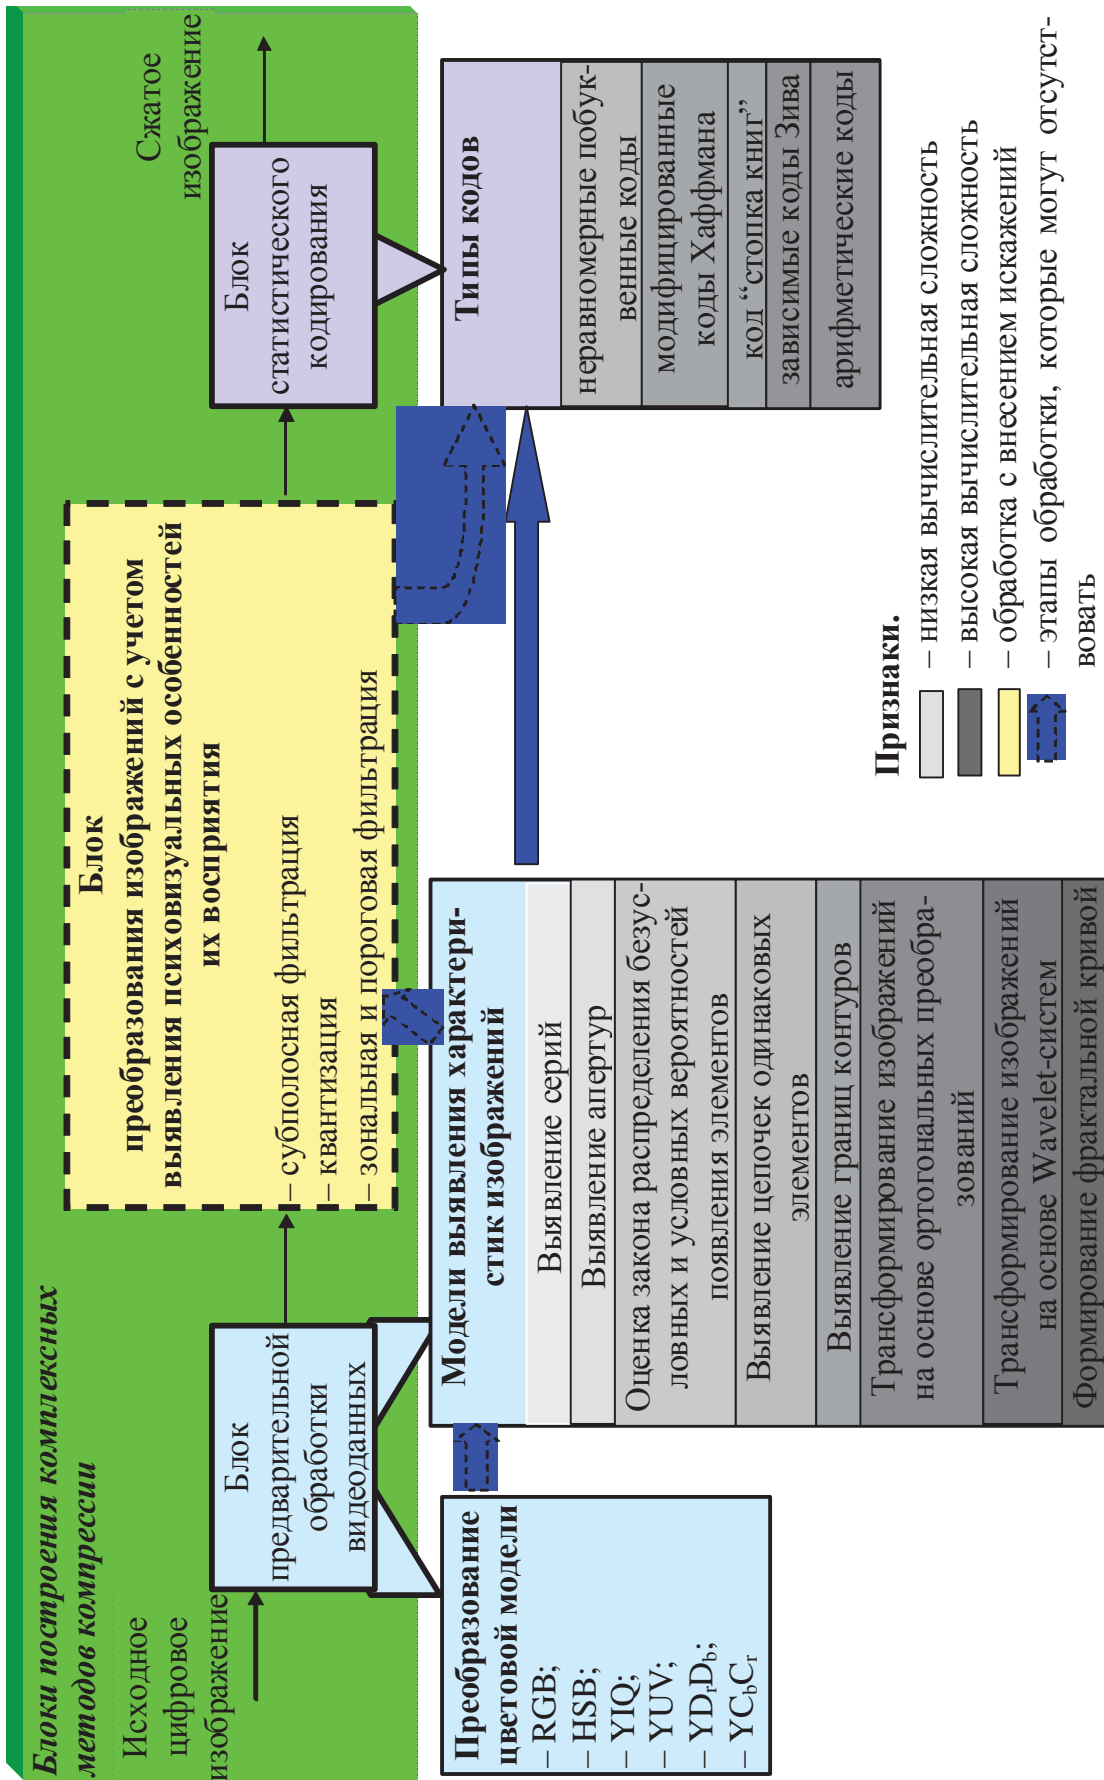 Блоки построения комплексных
методов компрессии
Исходное
цифровое
изображение
Блок
предварительной
обработки
видеоданных
Блок
преобразования изображений с учетом
выявления психовизуальных особенностей
их восприятия
– субполосная фильтрация
– квантизация
– зональная и пороговая фильтрация
Блок
статистического
кодирования
Сжатое
изображение
Преобразование
цветовой модели
– RGB;
– HSB;
– YIQ;
– YUV;
– YDrDb;
– YCbCr
Модели выявления характери-
стик изображений
Выявление серий
Выявление апертур
Оценка закона распределения безус-
ловных и условных вероятностей
появления элементов
Выявление цепочек одинаковых
элементов
Выявление границ контуров
Трансформирование изображений
на основе ортогональных преобра-
зований
Трансформирование изображений
на основе Wavelet-систем
Формирование фрактальной кривой
Типы кодов
неравномерные побук-
венные коды
модифицированные
коды Хаффмана
код “стопка книг”
зависимые коды Зива
арифметические коды
Признаки.
– низкая вычислительная сложность
– высокая вычислительная сложность
– обработка с внесением искажений
– этапы обработки, которые могут отсутст-
вовать